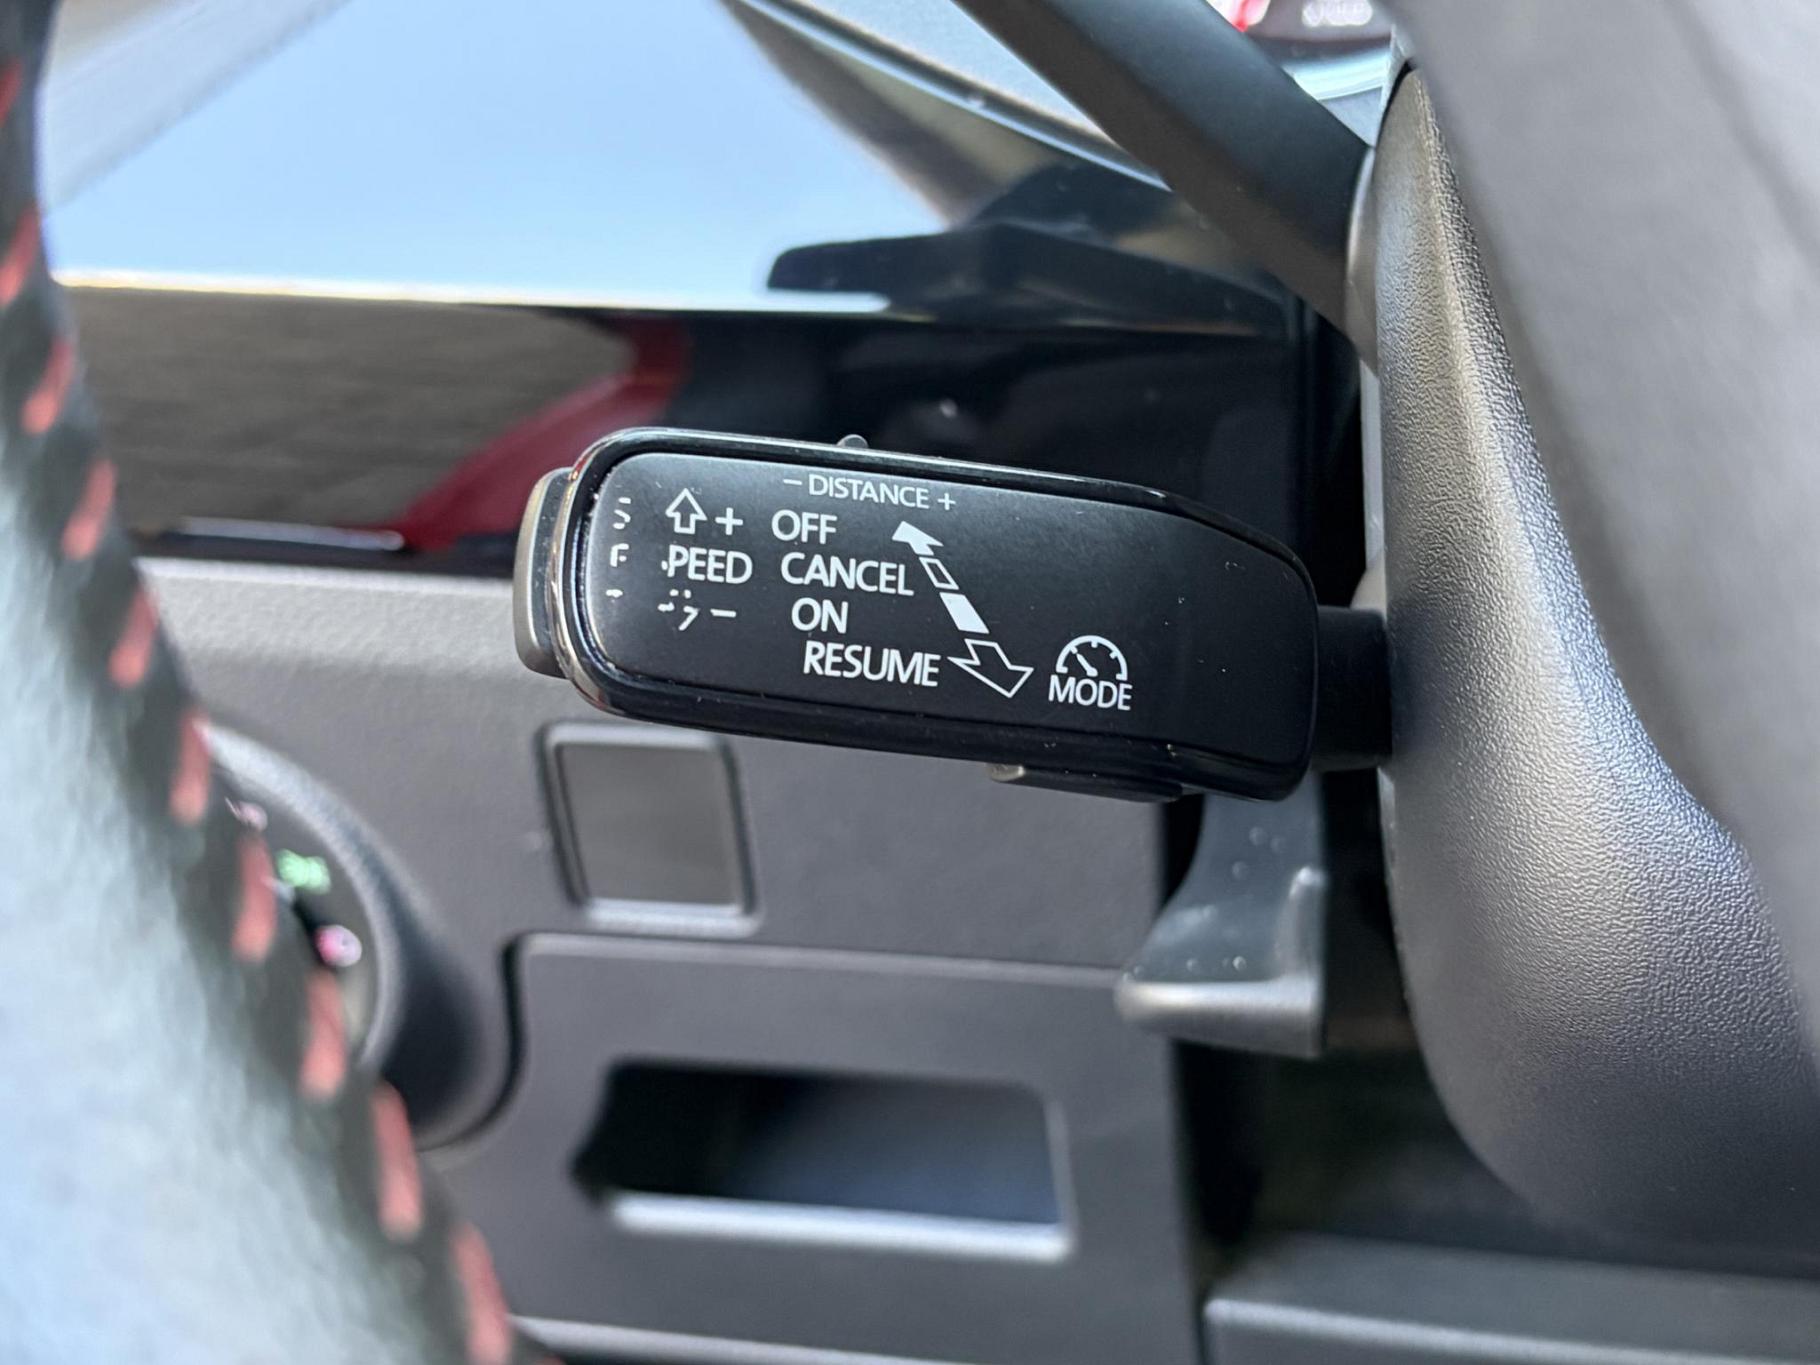 - DISTANCE +
+ OFF
PEED CANCEL
- ON
RESUME
MODE